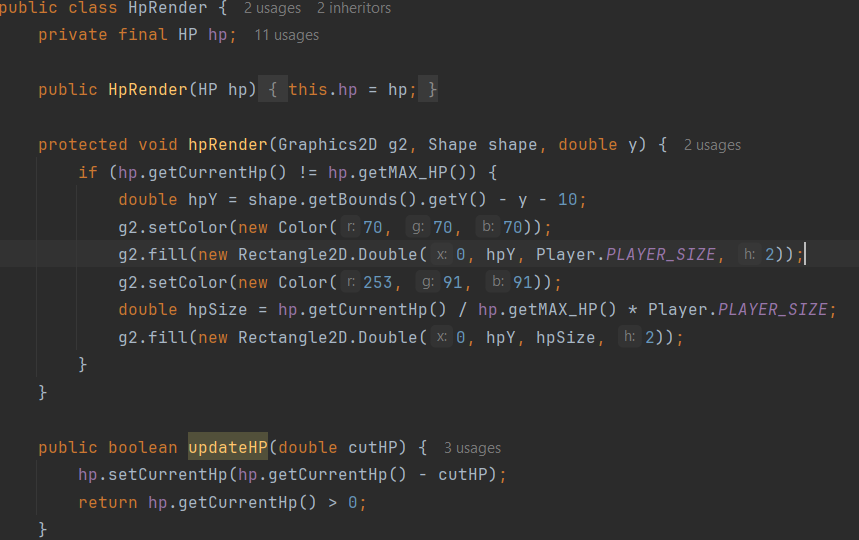 public class HpRender {  2 usages  2 inheritors
    private final HP hp;  11 usages

    public HpRender(HP hp) { this.hp = hp; }

    protected void hpRender(Graphics2D g2, Shape shape, double y) {  2 usages
        if (hp.getCurrentHp() != hp.getMAX_HP()) {
            double hpY = shape.getBounds().getY() - y - 10;
            g2.setColor(new Color( r: 70,  g: 70,  b: 70));
            g2.fill(new Rectangle2D.Double( x: 0, hpY, Player.PLAYER_SIZE,  h: 2));
            g2.setColor(new Color( r: 253,  g: 91,  b: 91));
            double hpSize = hp.getCurrentHp() / hp.getMAX_HP() * Player.PLAYER_SIZE;
            g2.fill(new Rectangle2D.Double( x: 0, hpY, hpSize,  h: 2));
        }
    }

    public boolean updateHP(double cutHP) {  3 usages
        hp.setCurrentHp(hp.getCurrentHp() - cutHP);
        return hp.getCurrentHp() > 0;
    }